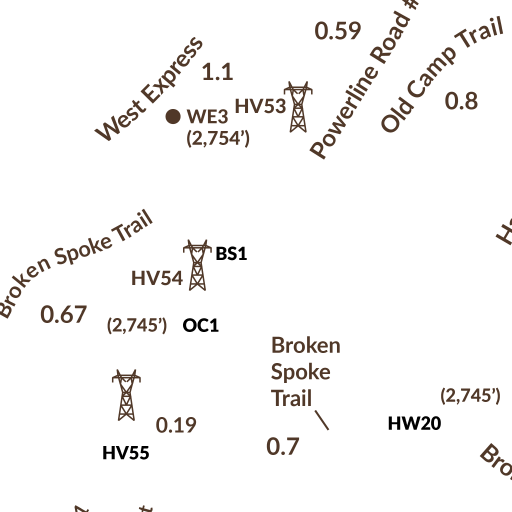 0.59
Powerline Road #
Old Camp Trail
West Express
1.1
0.8
HV53
WE3
(2,754’)
Broken Spoke Trail
BS1
HV54
0.67
(2,745’)
OC1
Broken
Spoke
Trail
(2,745’)
0.19
HW20
0.7
HV55